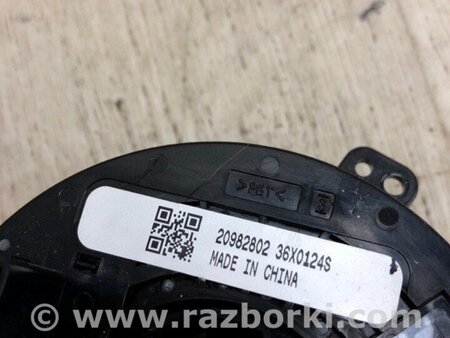 >PBT<
20982802 36X0124S
MADE IN CHINA
© www.razborki.com/